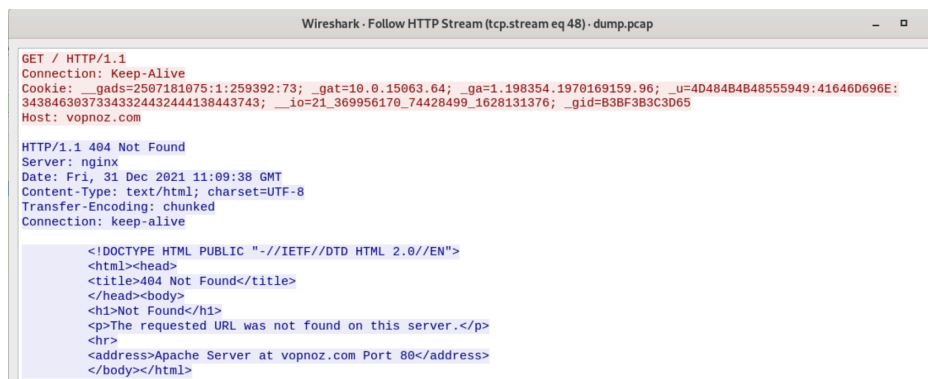 Wireshark · Follow HTTP Stream (tcp.stream eq 48) · dump.pcap
GET / HTTP/1.1
Connection: Keep-Alive
Cookie: __gads=2507181075:1:259392:73; _gat=10.0.15063.64; _ga=1.198354.1970169159.96; _u=4D484B4B48555949:41646D696E:
34384630373343324432444138443743; __io=21_369956170_74428499_1628131376; _gid=B3BF3B3C3D65
Host: vopnoz.com
HTTP/1.1 404 Not Found
Server: nginx
Date: Fri, 31 Dec 2021 11:09:38 GMT
Content-Type: text/html; charset=UTF-8
Transfer-Encoding: chunked
Connection: keep-alive
<!DOCTYPE HTML PUBLIC "-//IETF//DTD HTML 2.0//EN">
<html><head>
<title>404 Not Found</title>
</head><body>
<h1>Not Found</h1>
<p>The requested URL was not found on this server.</p>
<hr>
<address>Apache Server at vopnoz.com Port 80</address>
</body></html>